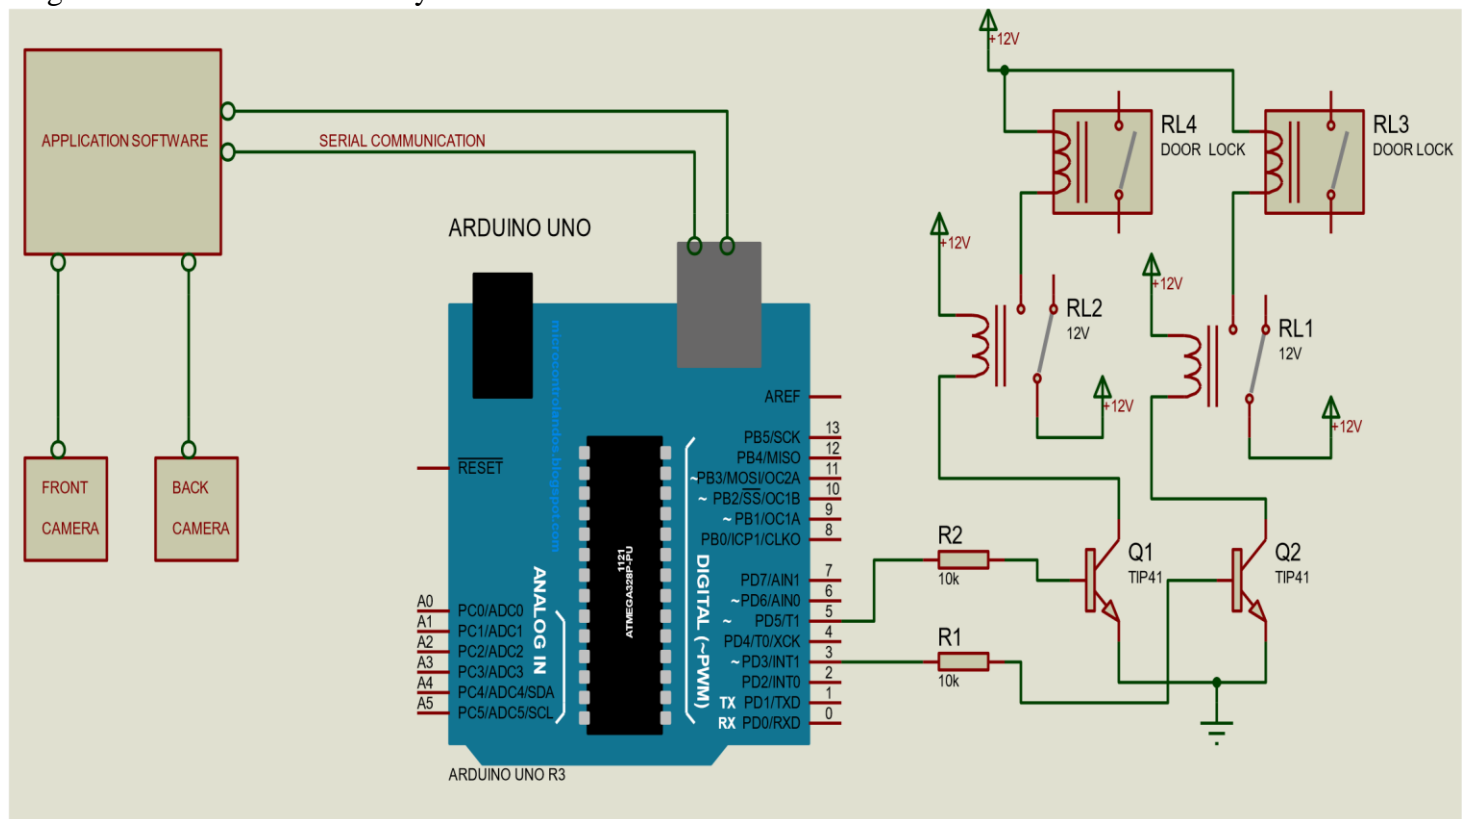 +12V
APPLICATION SOFTWARE
SERIAL COMMUNICATION
RL4
DOOR LOCK
RL3
DOOR LOCK
ARDUINO UNO
+12V
+12V
RL2
12V
RL1
12V
+12V
+12V
microcontrolandos.blogspot.com
AREF
RESET
PB5/SCK 13
PB4/MISO 12
~PB3/MOSI/OC2A 11
~ PB2/SS/OC1B 10
~ PB1/OC1A 9
PB0/ICP1/CLKO 8
PD7/AIN1 7
~PD6/AIN0 6
~ PD5/T1 5
PD4/T0/XCK 4
~PD3/INT1 3
PD2/INT0 2
TX PD1/TXD 1
RX PD0/RXD 0
DIGITAL (~PWM)
ANALOG IN
1121
ATMEGA328P-PU
A0 PC0/ADC0
A1 PC1/ADC1
A2 PC2/ADC2
A3 PC3/ADC3
A4 PC4/ADC4/SDA
A5 PC5/ADC5/SCL
FRONT
CAMERA
BACK
CAMERA
R2
10k
R1
10k
Q1
TIP41
Q2
TIP41
ARDUINO UNO R3